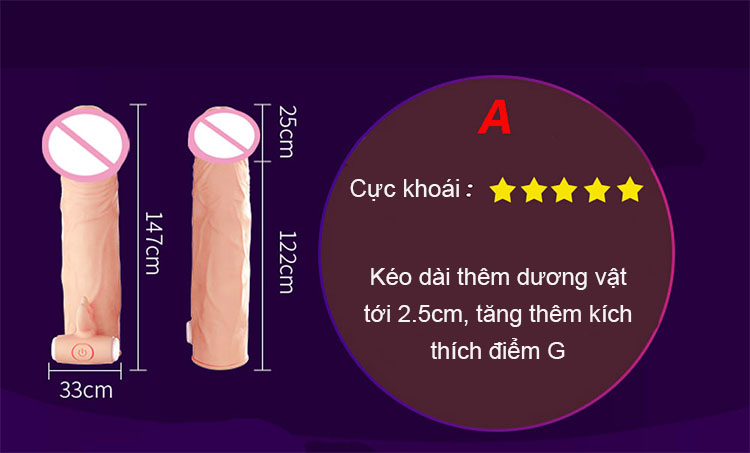 147cm
33cm
25cm
122cm
A
Cực khoái :
Kéo dài thêm dương vật
tới 2.5cm, tăng thêm kích
thích điểm G